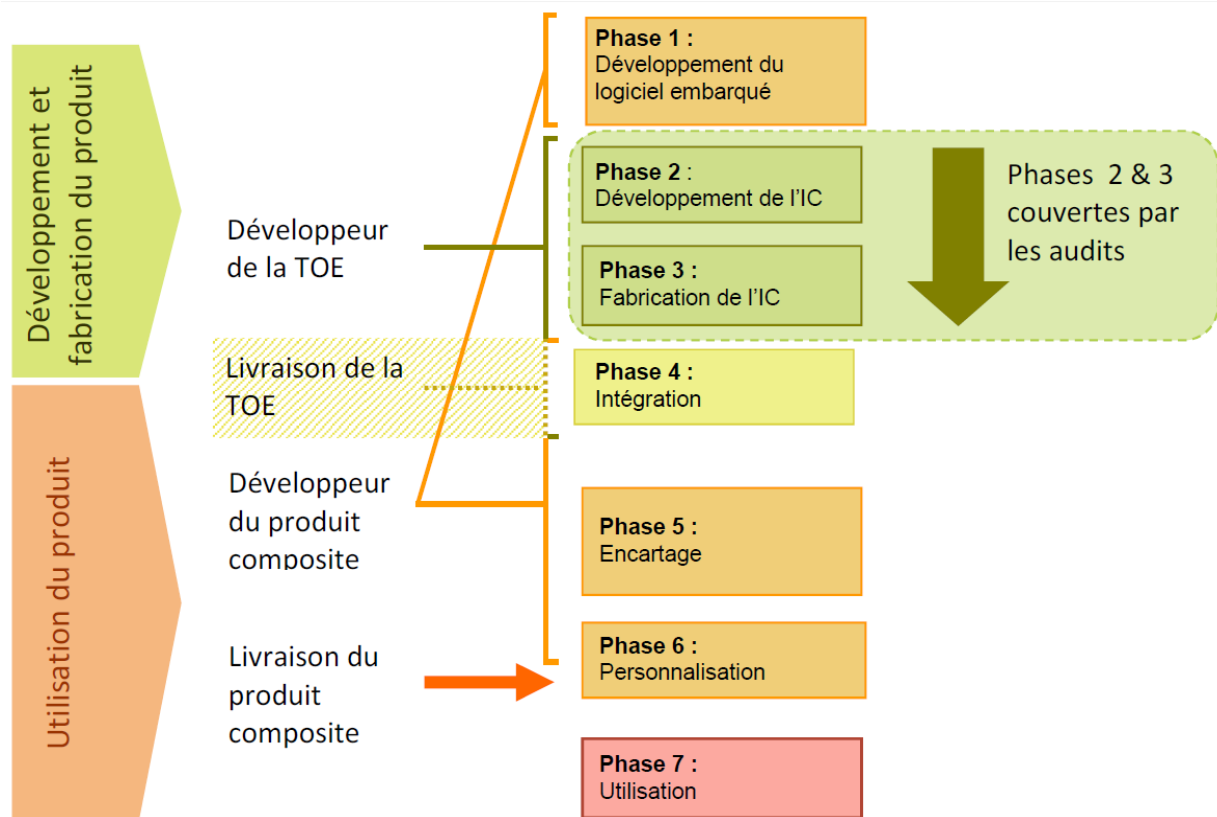 Développement et
fabrication du produit
Utilisation du produit
Développeur
de la TOE
Livraison de la
TOE
Développeur
du produit
composite
Livraison du
produit
composite
Phase 1 :
Développement du
logiciel embarqué
Phase 2 :
Développement de l’IC
Phase 3 :
Fabrication de l’IC
Phases 2 & 3
couvertes par
les audits
Phase 4 :
Intégration
Phase 5 :
Encartage
Phase 6 :
Personnalisation
Phase 7 :
Utilisation